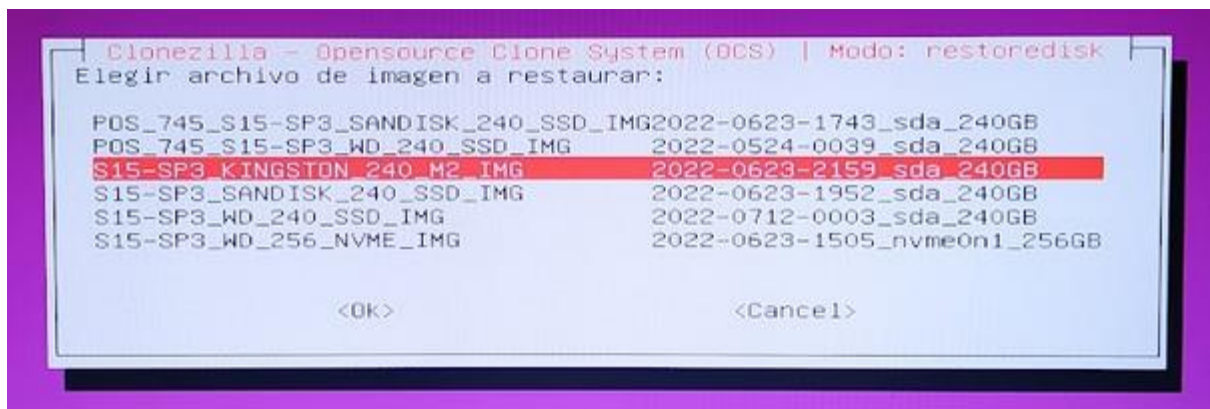 Clonezilla - Opensource Clone System (OCS) | Modo: restoredisk
Elegir archivo de imagen a restaurar:
POS_745_S15-SP3_SANDISK_240_SSD_IMG2022-0623-1743_sda_240GB
POS_745_S15-SP3_WD_240_SSD_IMG 2022-0524-0039_sda_240GB
S15-SP3_KINGSTON_240_M2_IMG 2022-0623-2159_sda_240GB
S15-SP3_SANDISK_240_SSD_IMG 2022-0623-1952_sda_240GB
S15-SP3_WD_240_SSD_IMG 2022-0712-0003_sda_240GB
S15-SP3_WD_256_NVME_IMG 2022-0623-1505_nvme0n1_256GB
<Ok> <Cancel>